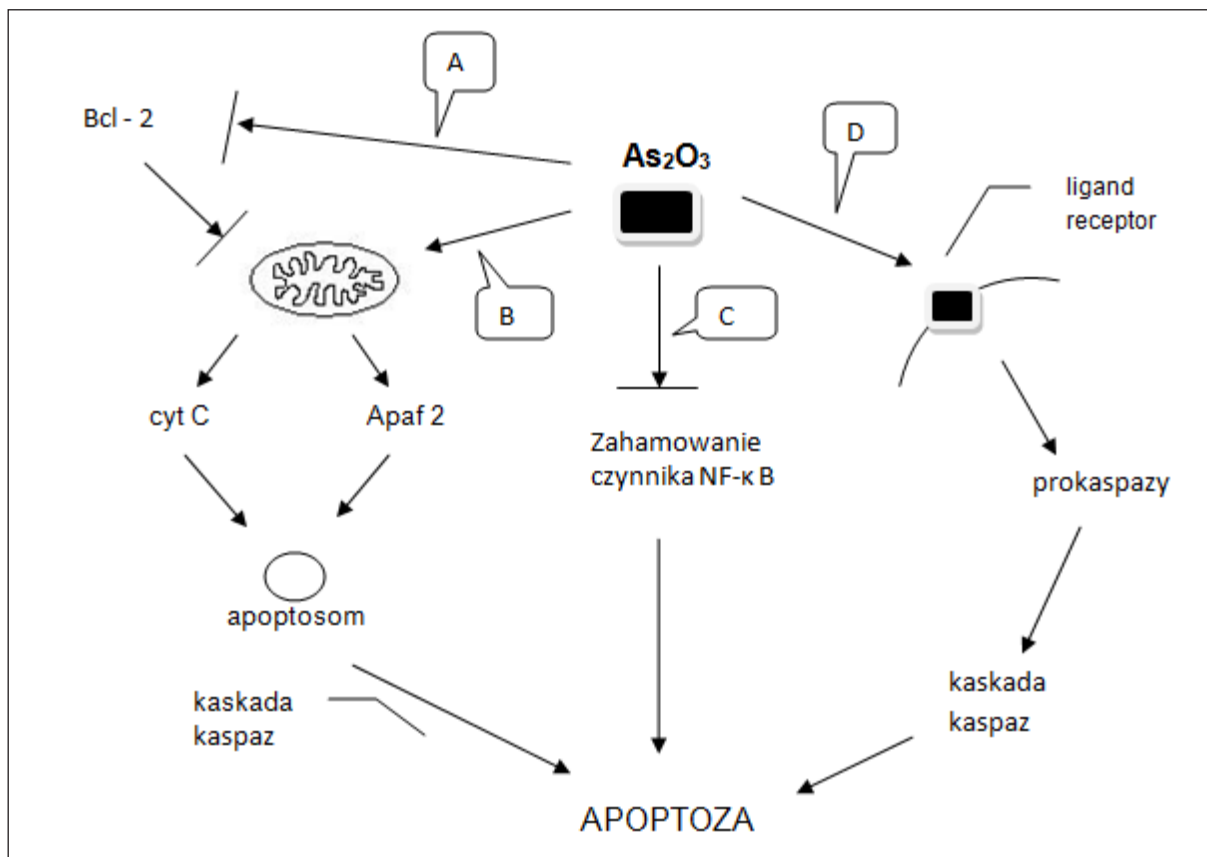 A
Bcl - 2
D
As₂O₃
ligand
receptor
B
C
cyt C
Apaf 2
Zahamowanie
czynnika NF-κ B
prokaspazy
apoptosom
kaskada
kaspaz
kaskada
kaspaz
APOPTOZA